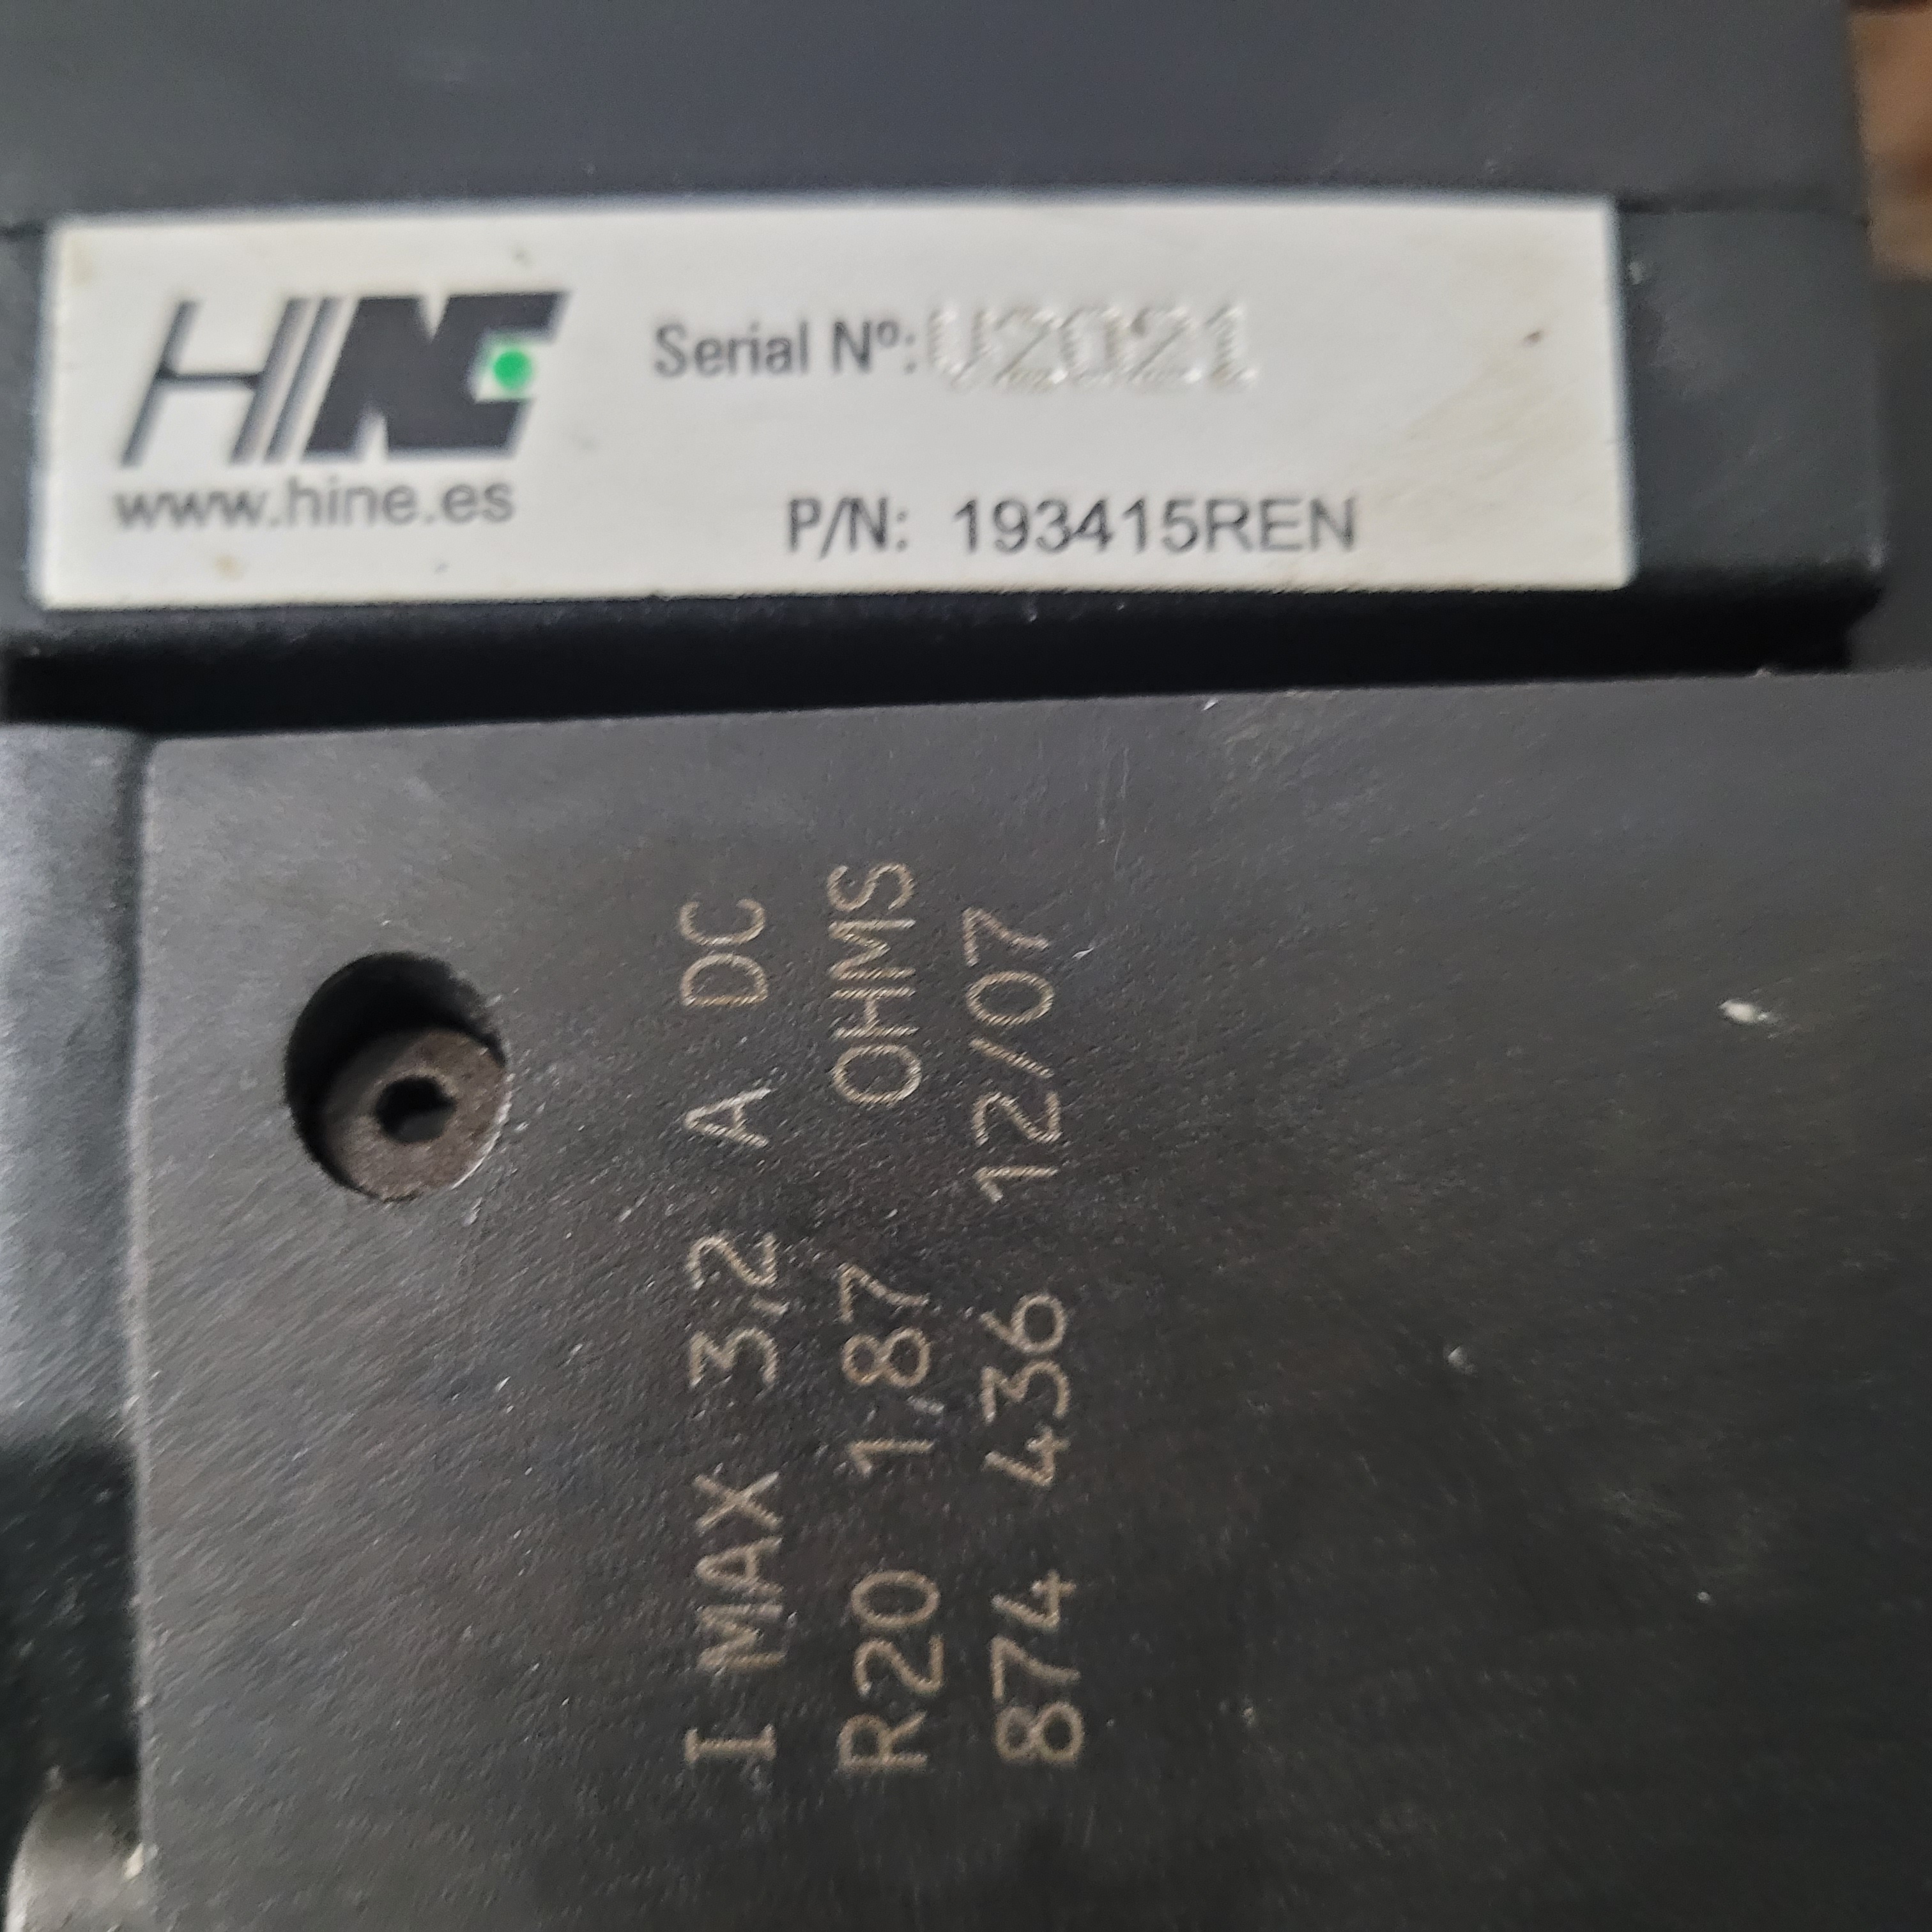 HINE
www.hine.es
Serial Nº: V2021
P/N: 193415REN
I MAX 3,2 A DC
R20 1,87 OHMS
874 436 12/07